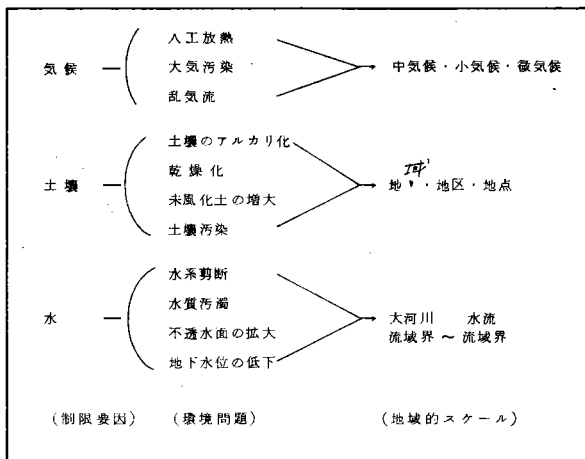 人工放熱
気候 大気汚染 中気候・小気候・微気候
乱気流
土壌のアルカリ化
乾燥化
土壌 地域・地区・地点
未風化土の増大
土壌汚染
水系剪断
水質汚濁
水 大河川 水流
不透水面の拡大 流域界 ~ 流域界
地下水位の低下
(制限要因) (環境問題) (地域的スケール)